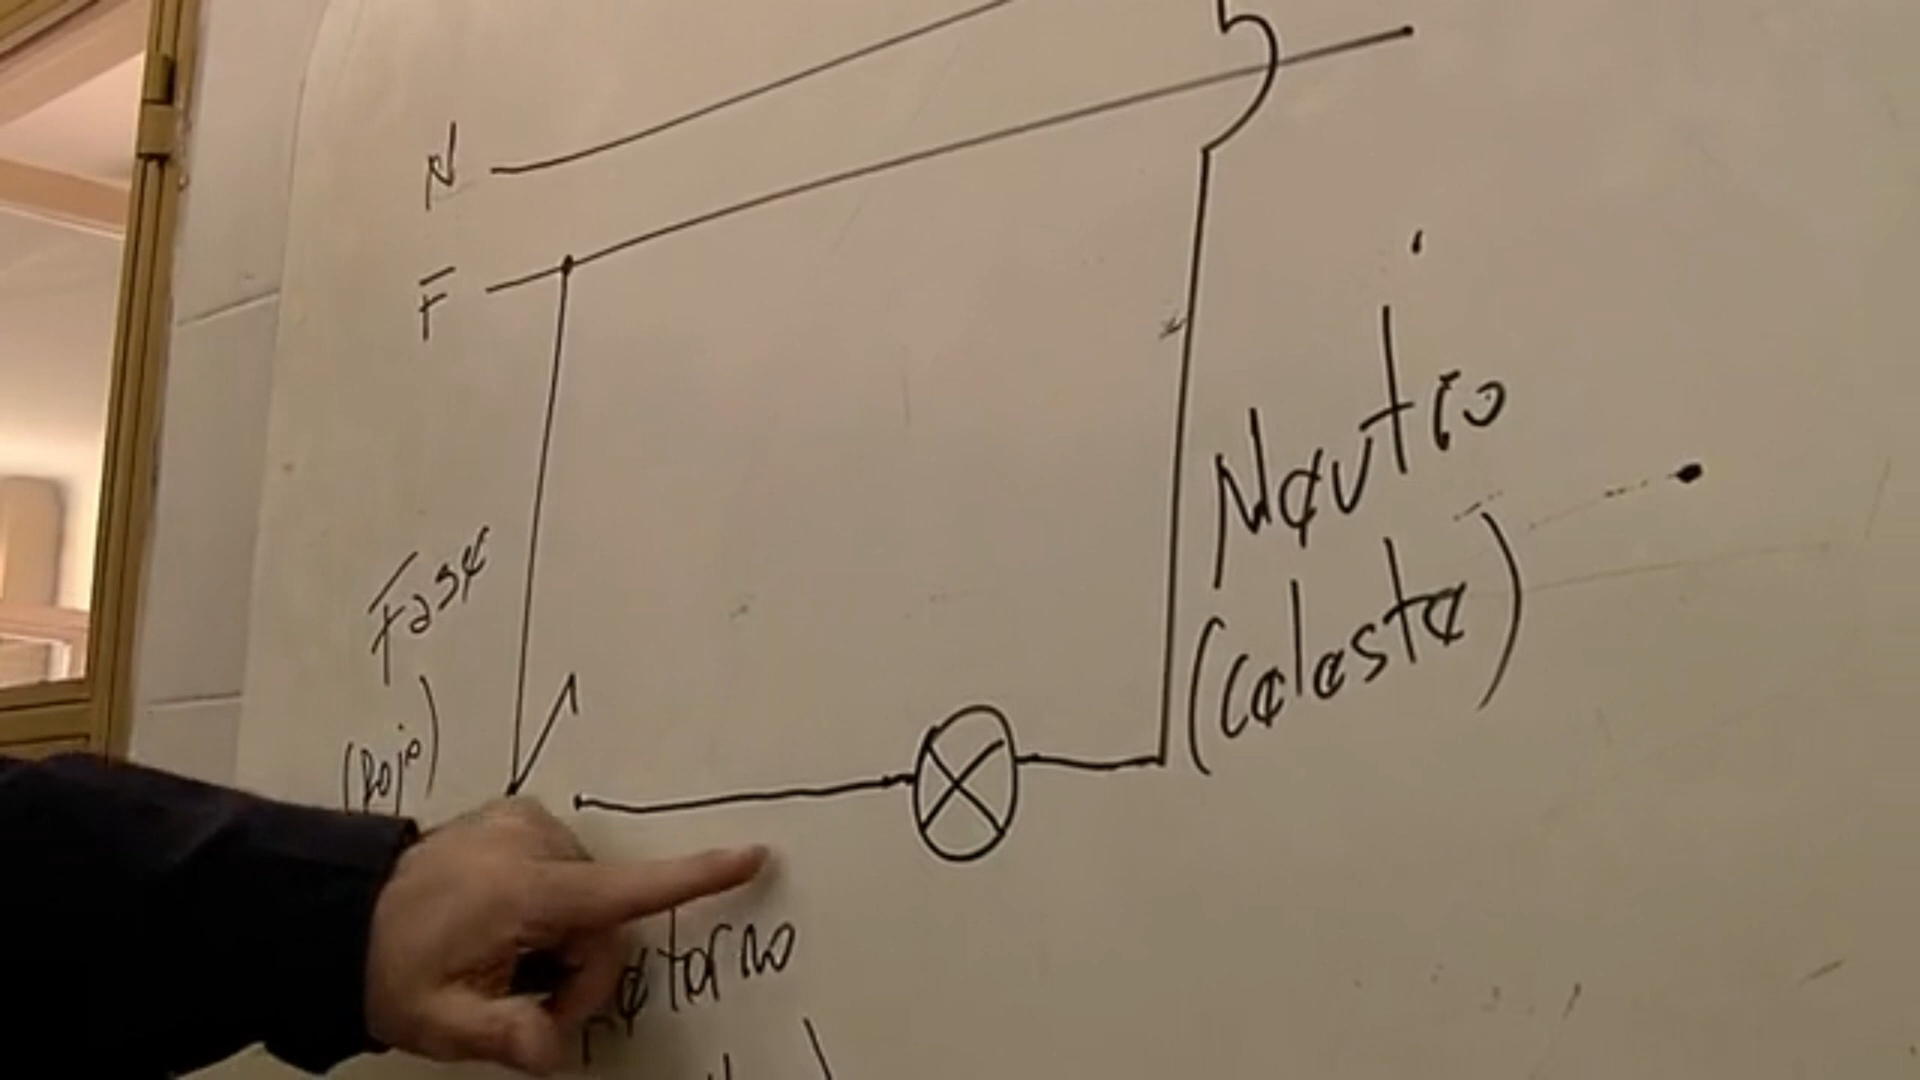 N
F
Neutro
(celeste)
Fase
(Rojo)
retorno